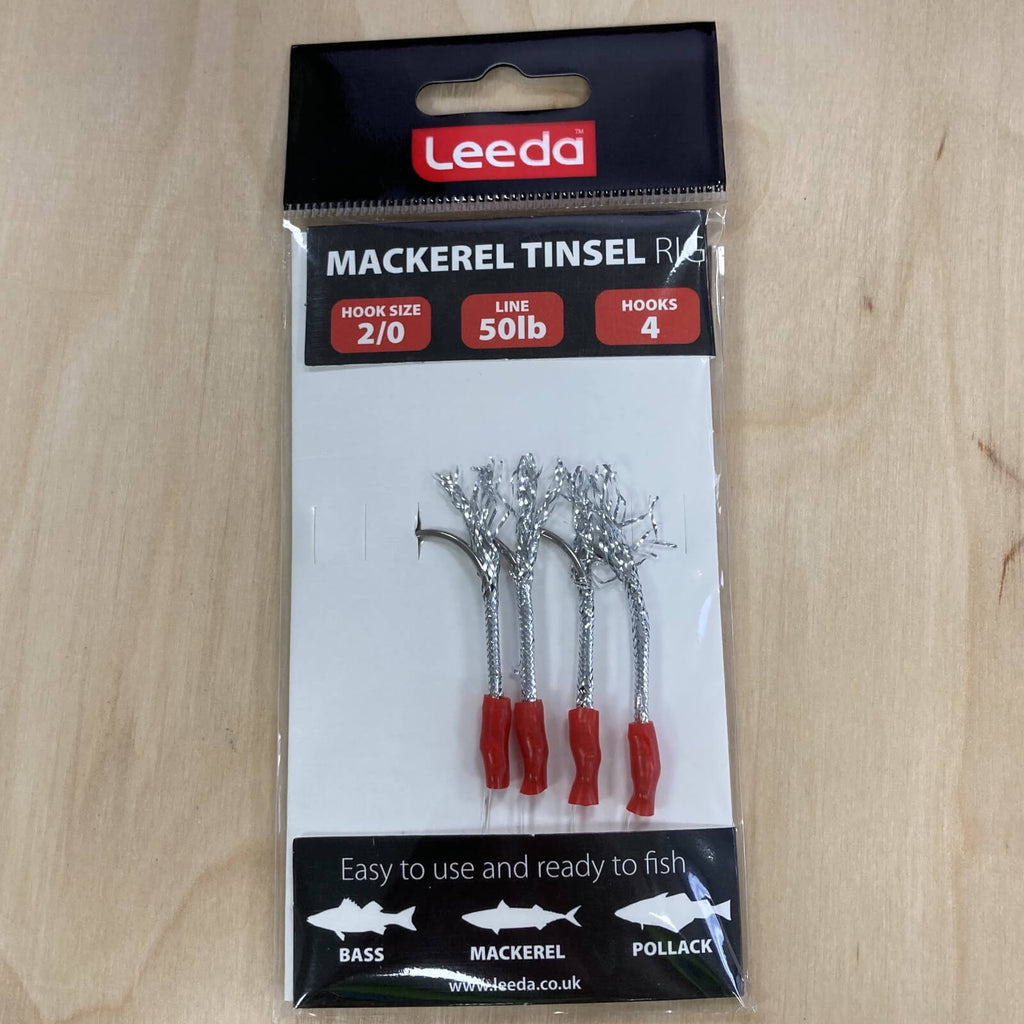 Leeda™
MACKEREL TINSEL RIG
HOOK SIZE
2/0
LINE
50lb
HOOKS
4
Easy to use and ready to fish
BASS
MACKEREL
POLLACK
www.leeda.co.uk